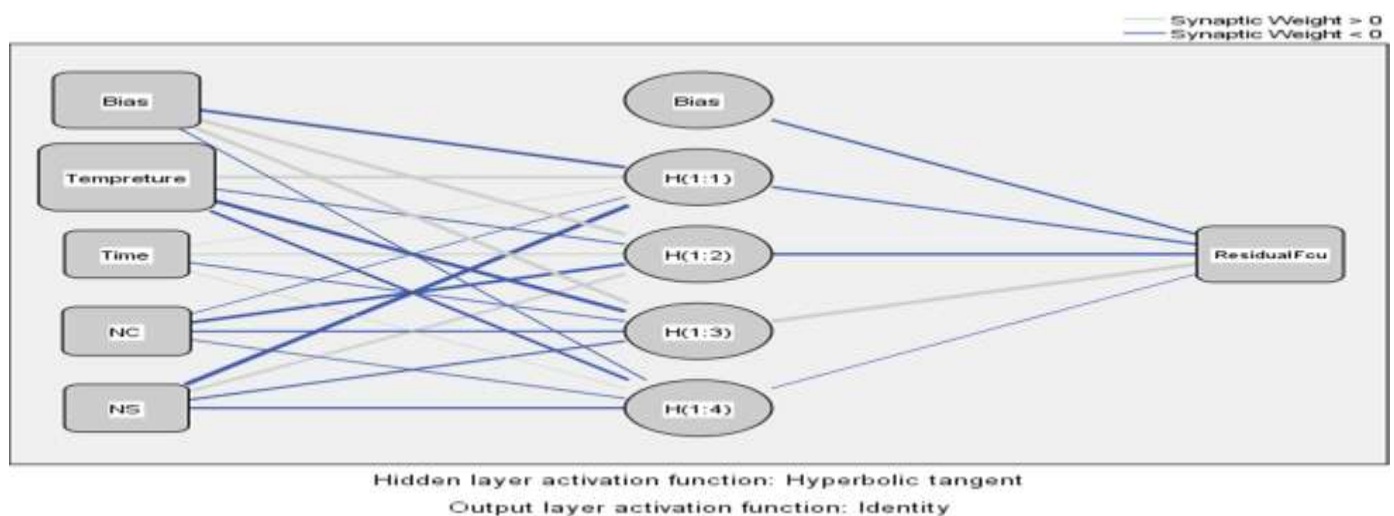 Synaptic Weight > 0
Synaptic Weight < 0
Bias
Bias
Tempreture
H(1:1)
Time
H(1:2)
ResidualFcu
NC
H(1:3)
NS
H(1:4)
Hidden layer activation function: Hyperbolic tangent
Output layer activation function: Identity